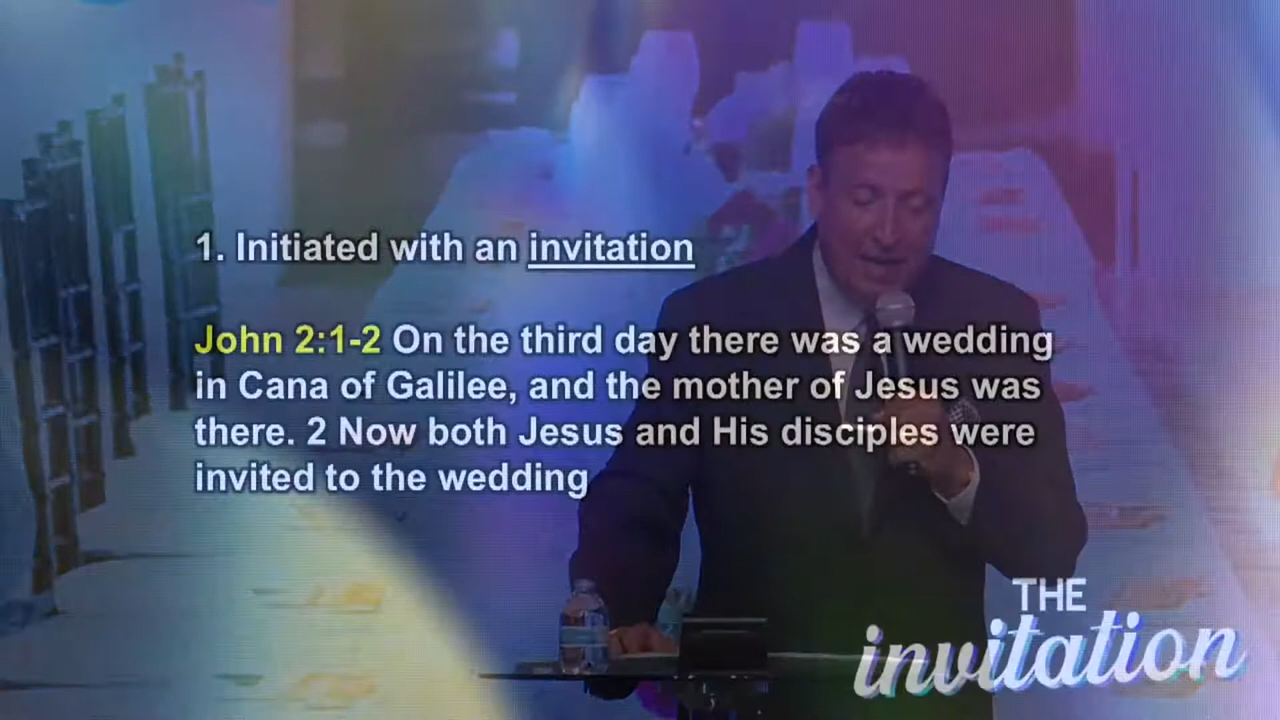 1. Initiated with an invitation
John 2:1-2 On the third day there was a wedding
in Cana of Galilee, and the mother of Jesus was
there. 2 Now both Jesus and His disciples were
invited to the wedding
THE
invitation